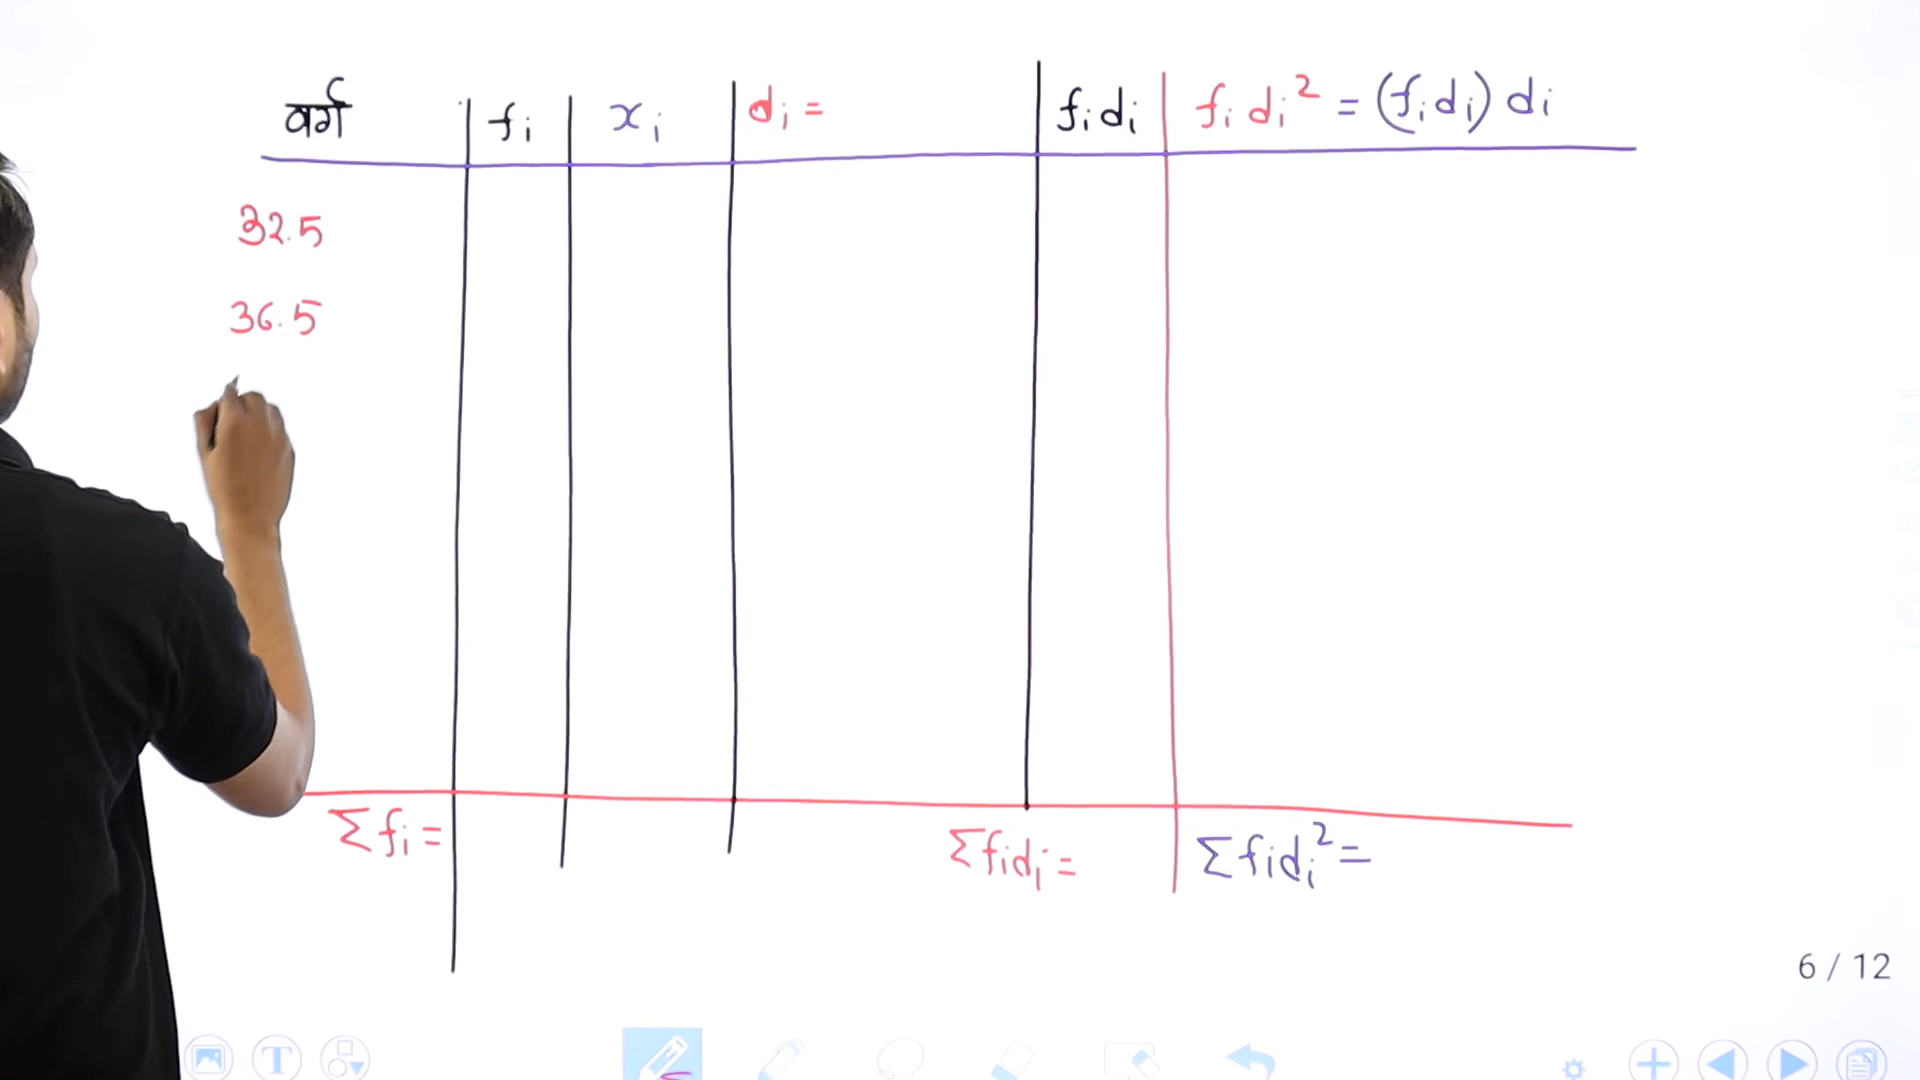 वर्ग fᵢ xᵢ dᵢ = fᵢdᵢ fᵢdᵢ² = (fᵢdᵢ) dᵢ
32.5
36.5
Σfᵢ = Σfᵢdᵢ = Σfᵢdᵢ² =
6 / 12
T